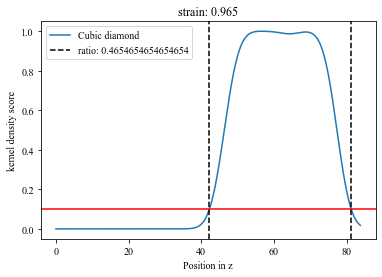 strain: 0.965
Cubic diamond
ratio: 0.4654654654654654
kernel density score
1.0
0.8
0.6
0.4
0.2
0.0
0 20 40 60 80
Position in z